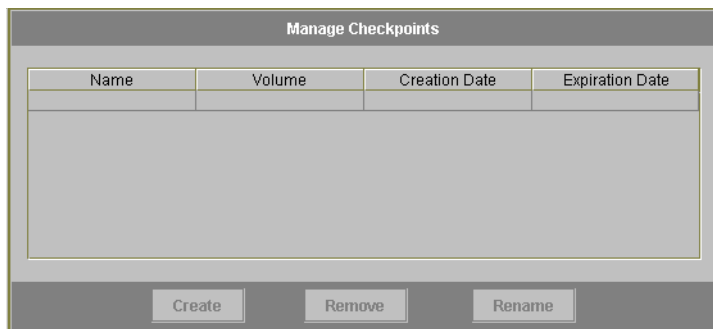 Manage Checkpoints
Name Volume Creation Date Expiration Date
Create Remove Rename